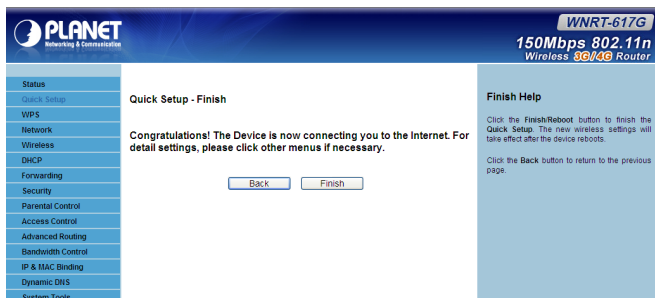 PLANET
Networking & Communication
WNRT-617G
150Mbps 802.11n
Wireless 3G/4G Router
Status
Quick Setup
WPS
Network
Wireless
DHCP
Forwarding
Security
Parental Control
Access Control
Advanced Routing
Bandwidth Control
IP & MAC Binding
Dynamic DNS
System Tools
Quick Setup - Finish
Congratulations! The Device is now connecting you to the Internet. For
detail settings, please click other menus if necessary.
Back
Finish
Finish Help
Click the Finish/Reboot button to finish the
Quick Setup. The new wireless settings will
take effect after the device reboots.
Click the Back button to return to the previous
page.